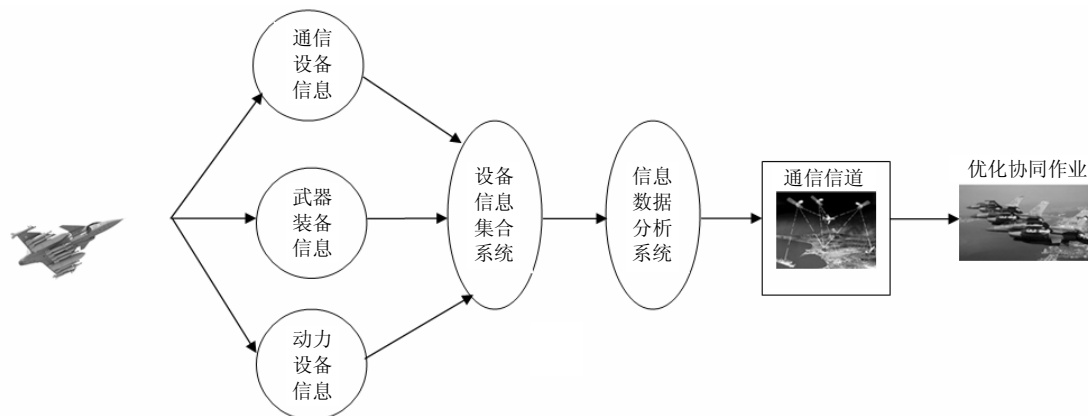 通信
设备
信息
武器
装备
信息
动力
设备
信息
设备
信息
集合
系统
信息
数据
分析
系统
通信信道
优化协同作业